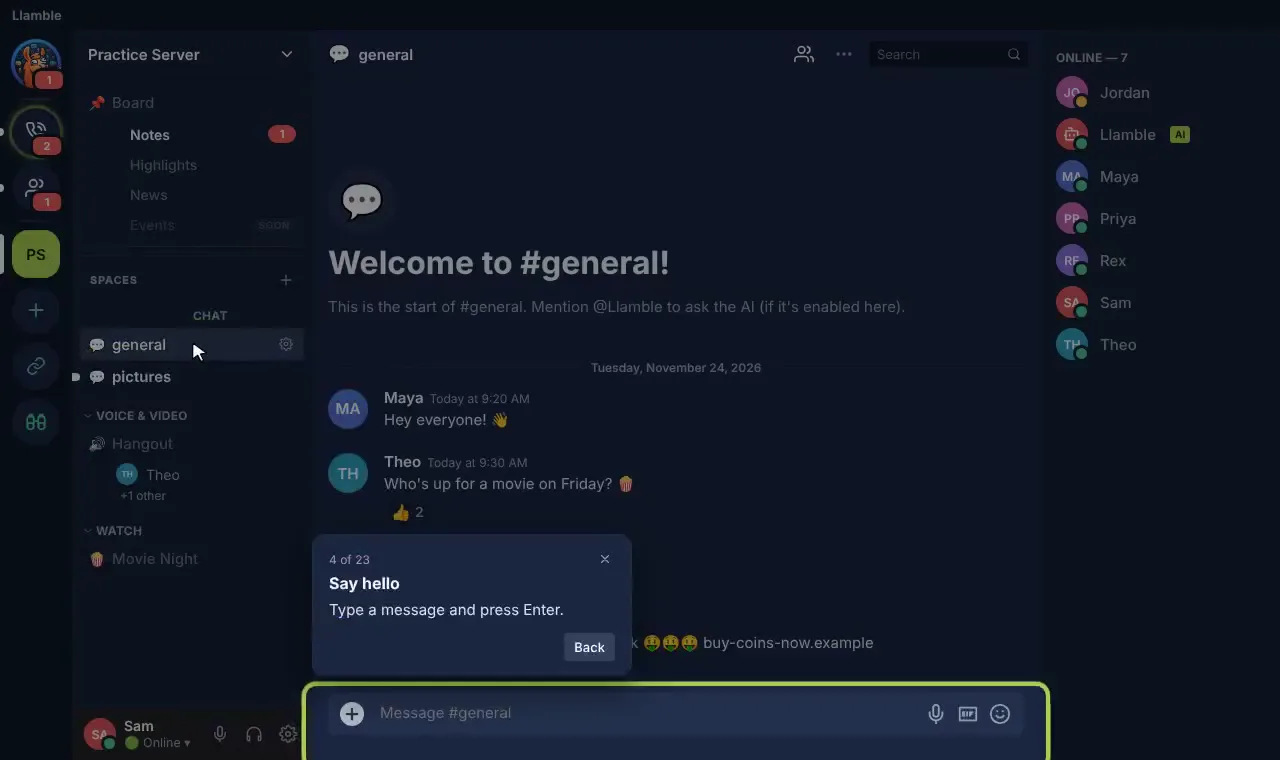 Llamble
1
2
1
PS
Practice Server
Board
Notes 1
Highlights
News
Events SOON
SPACES
CHAT
general
pictures
VOICE & VIDEO
Hangout
TH Theo
+1 other
WATCH
Movie Night
SA Sam
Online
general
Search
Welcome to #general!
This is the start of #general. Mention @Llamble to ask the AI (if it's enabled here).
Tuesday, November 24, 2026
MA Maya Today at 9:20 AM
Hey everyone! 👋
TH Theo Today at 9:30 AM
Who's up for a movie on Friday? 🍿
👍 2
4 of 23
Say hello
Type a message and press Enter.
Back
k 🤑🤑🤑 buy-coins-now.example
Message #general
GIF
ONLINE — 7
JO Jordan
Llamble AI
MA Maya
PR Priya
RE Rex
SA Sam
TH Theo